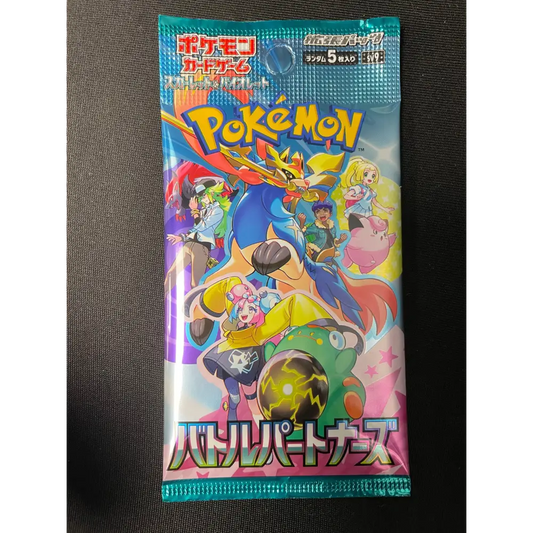 ポケモン
カードゲーム
スカーレット&バイオレット
拡張パック
ランダム5枚入り
sv9
POKÉMON
TM
バトルパートナーズ